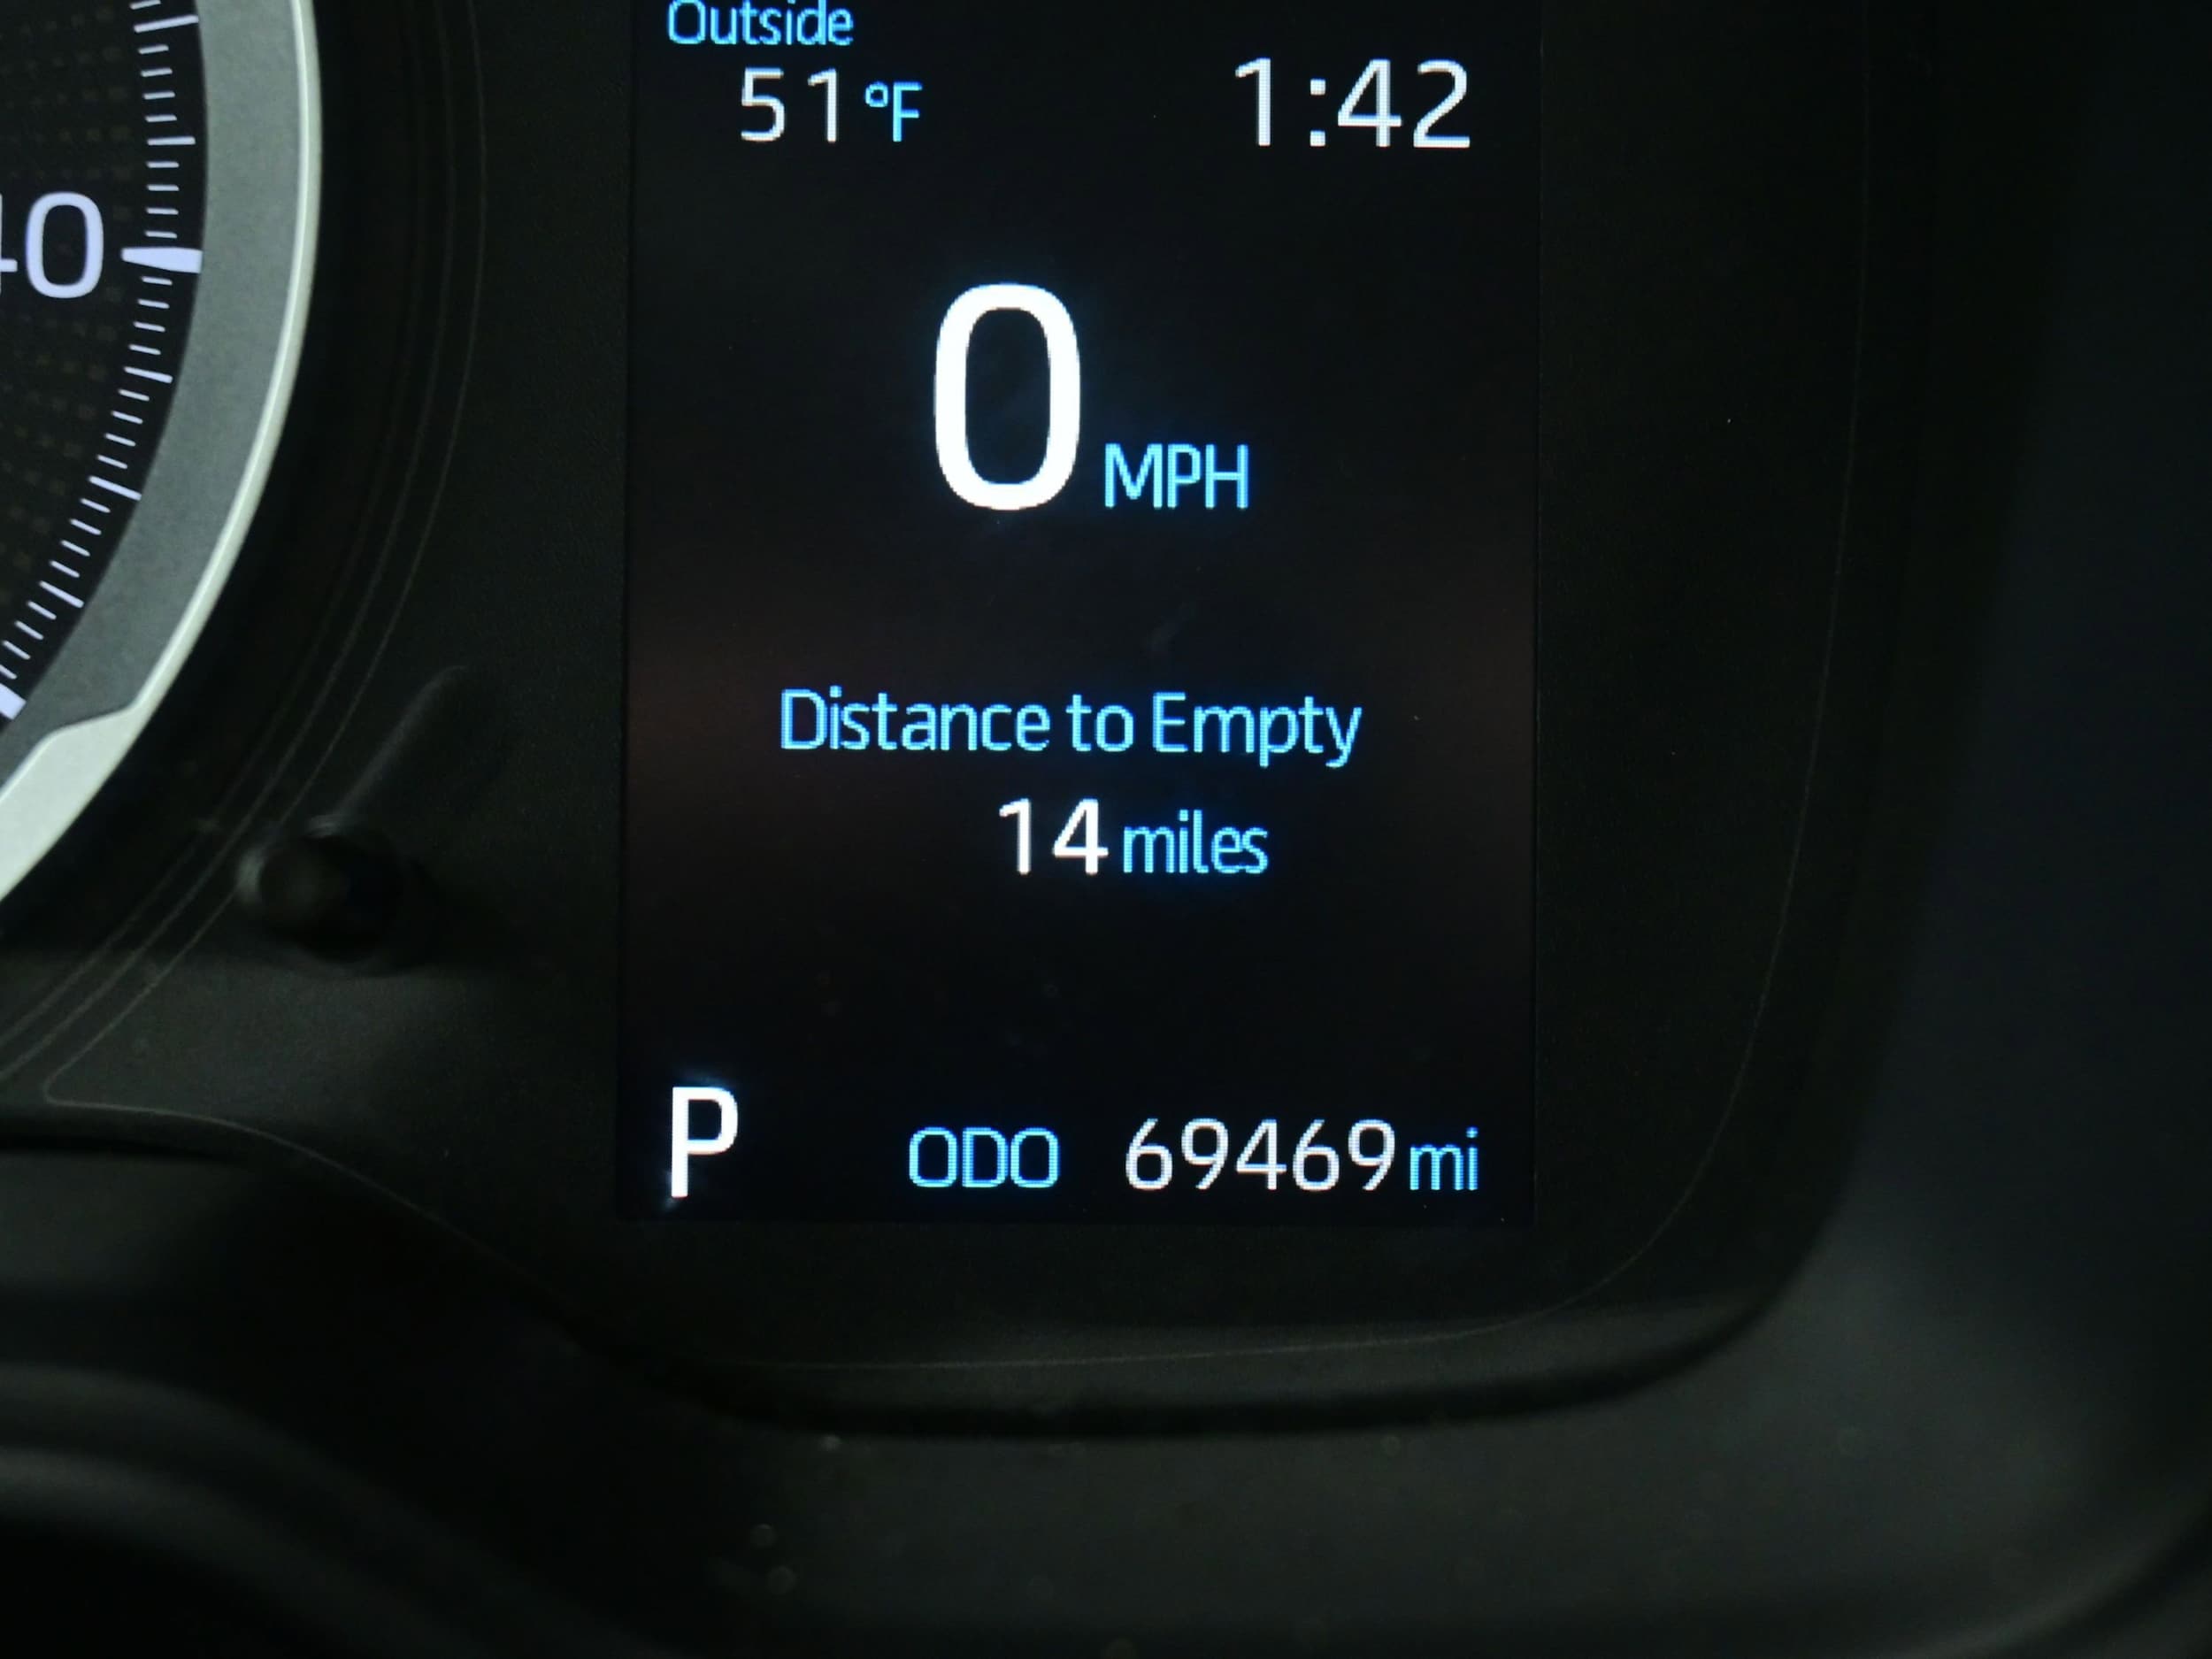 Outside
51 °F 1:42
40
0 MPH
Distance to Empty
14 miles
P ODO 69469 mi